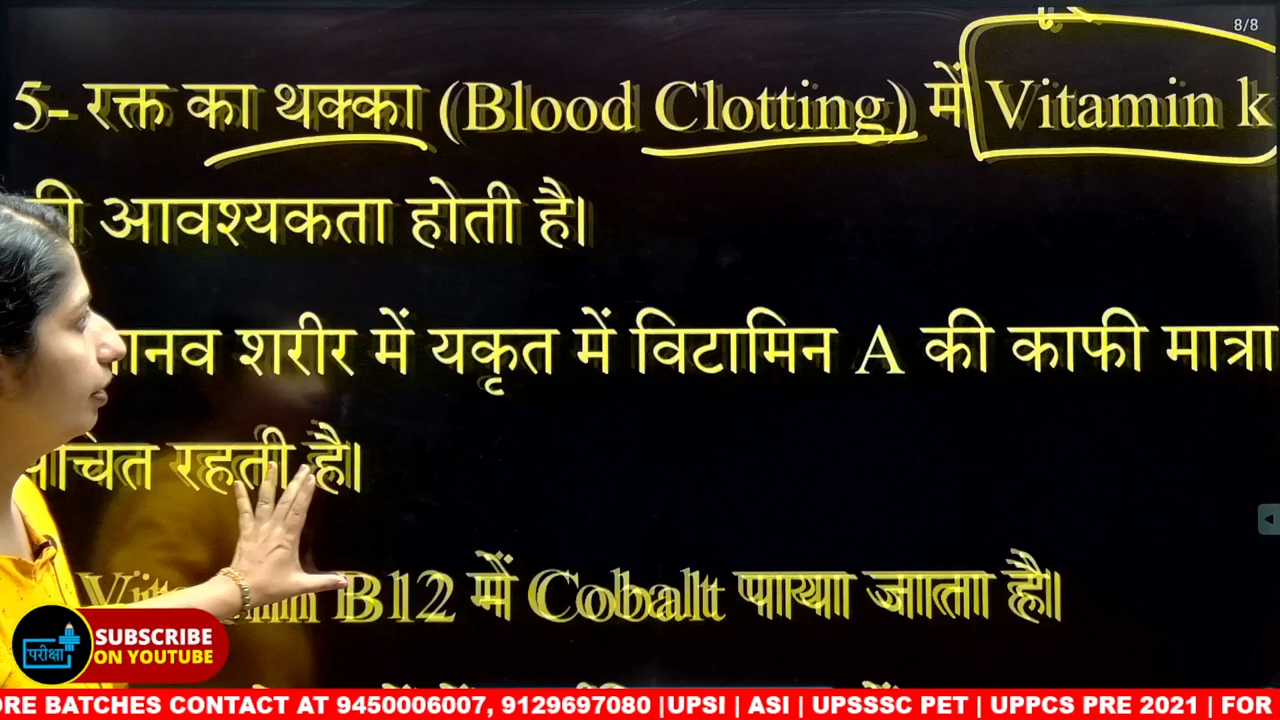 8/8
5- रक्त का थक्का (Blood Clotting) में Vitamin k
आवश्यकता होती है।
शरीर में यकृत में विटामिन A की काफी मात्रा
रहती है।
B12 में Cobalt पाया जाता है।
परीक्षा
SUBSCRIBE
ON YOUTUBE
BATCHES CONTACT AT 9450006007, 9129697080 |UPSI | ASI | UPSSSC PET | UPPCS PRE 2021 | FOR